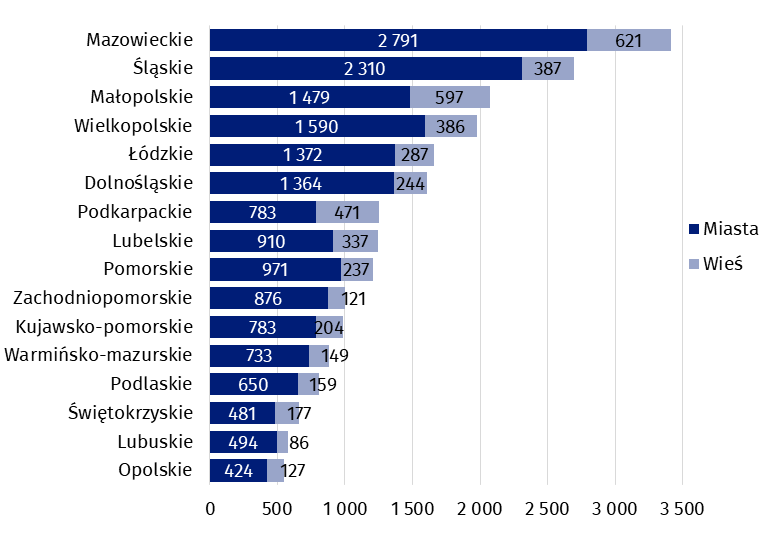 Mazowieckie 2 791 621
Śląskie 2 310 387
Małopolskie 1 479 597
Wielkopolskie 1 590 386
Łódzkie 1 372 287
Dolnośląskie 1 364 244
Podkarpackie 783 471
Lubelskie 910 337
Pomorskie 971 237
Zachodniopomorskie 876 121
Kujawsko-pomorskie 783 204
Warmińsko-mazurskie 733 149
Podlaskie 650 159
Świętokrzyskie 481 177
Lubuskie 494 86
Opolskie 424 127
0 500 1 000 1 500 2 000 2 500 3 000 3 500
Miasta
Wieś